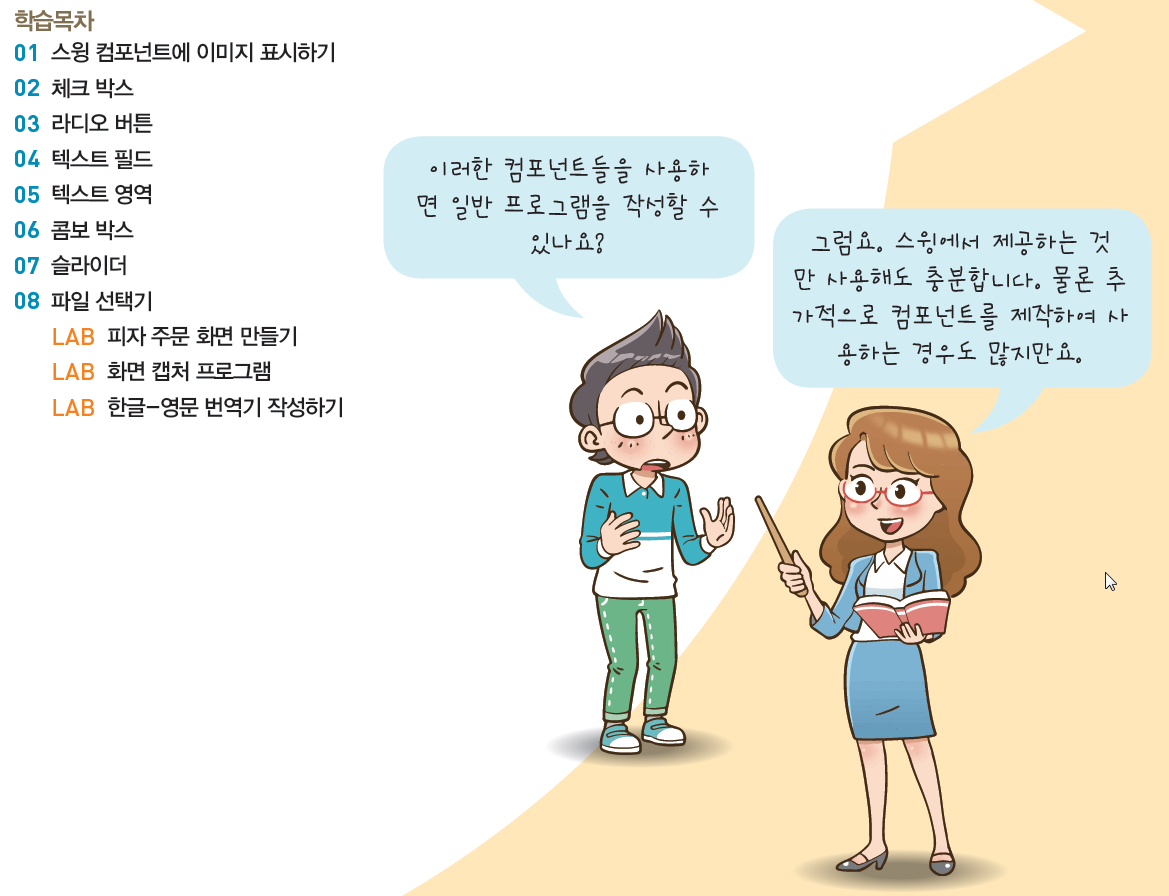 학습목차
01 스윙 컴포넌트에 이미지 표시하기
02 체크 박스
03 라디오 버튼
04 텍스트 필드
05 텍스트 영역
06 콤보 박스
07 슬라이더
08 파일 선택기
LAB 피자 주문 화면 만들기
LAB 화면 캡처 프로그램
LAB 한글-영문 번역기 작성하기
이러한 컴포넌트들을 사용하
면 일반 프로그램을 작성할 수
있나요?
그럼요. 스윙에서 제공하는 것
만 사용해도 충분합니다. 물론 추
가적으로 컴포넌트를 제작하여 사
용하는 경우도 많지만요.